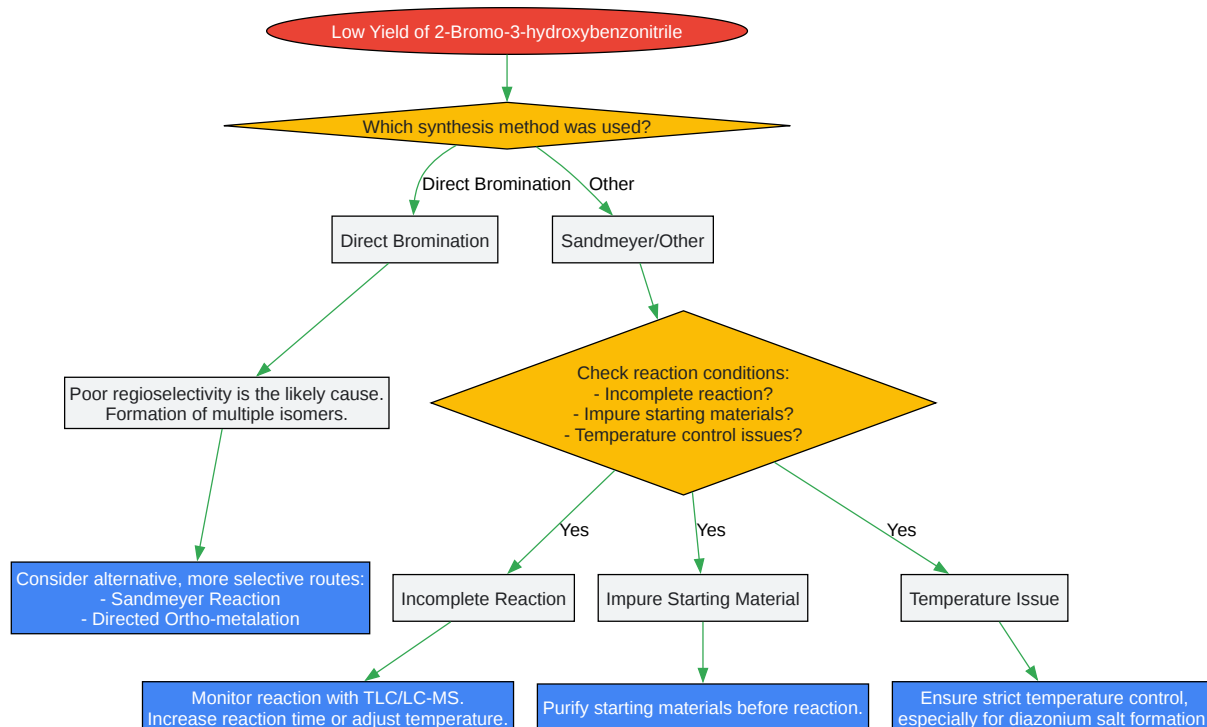 Low Yield of 2-Bromo-3-hydroxybenzonitrile
Which synthesis method was used?
Direct Bromination
Other
Direct Bromination
Sandmeyer/Other
Check reaction conditions:
- Incomplete reaction?
- Impure starting materials?
- Temperature control issues?
Poor regioselectivity is the likely cause.
Formation of multiple isomers.
Yes
Yes
Yes
Consider alternative, more selective routes:
- Sandmeyer Reaction
- Directed Ortho-metalation
Incomplete Reaction
Impure Starting Material
Temperature Issue
Monitor reaction with TLC/LC-MS.
Increase reaction time or adjust temperature.
Purify starting materials before reaction.
Ensure strict temperature control,
especially for diazonium salt formation